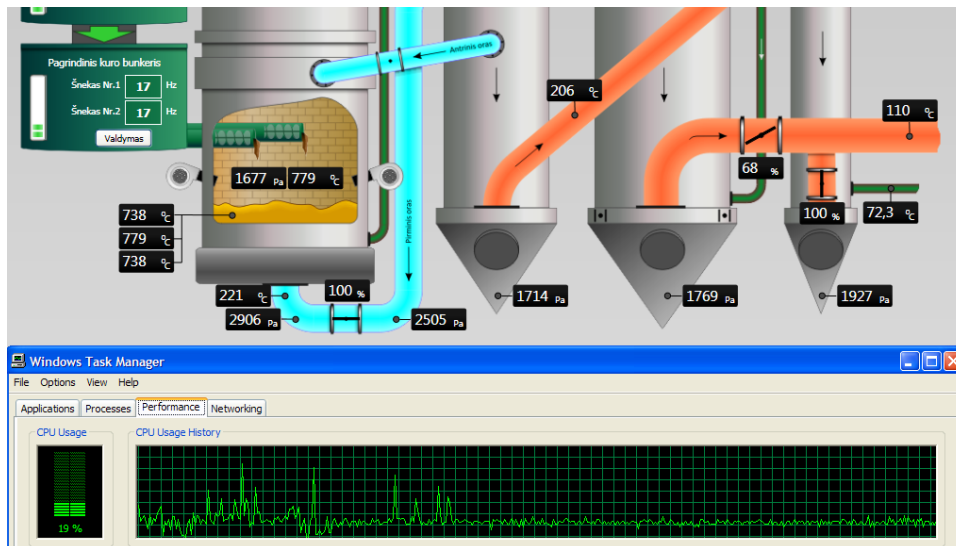 Antrinis oras
Pagrindinis kuro bunkeris
Šnekas Nr.1 17 Hz
Šnekas Nr.2 17 Hz
Valdymas
206 °C
110 °C
68 %
1677 Pa 779 °C
100 %
72,3 °C
738 °C
779 °C
738 °C
Pirminis oras
221 °C
100 %
2906 Pa
2505 Pa
1714 Pa
1769 Pa
1927 Pa
Windows Task Manager
File Options View Help
Applications Processes Performance Networking
CPU Usage
CPU Usage History
19 %